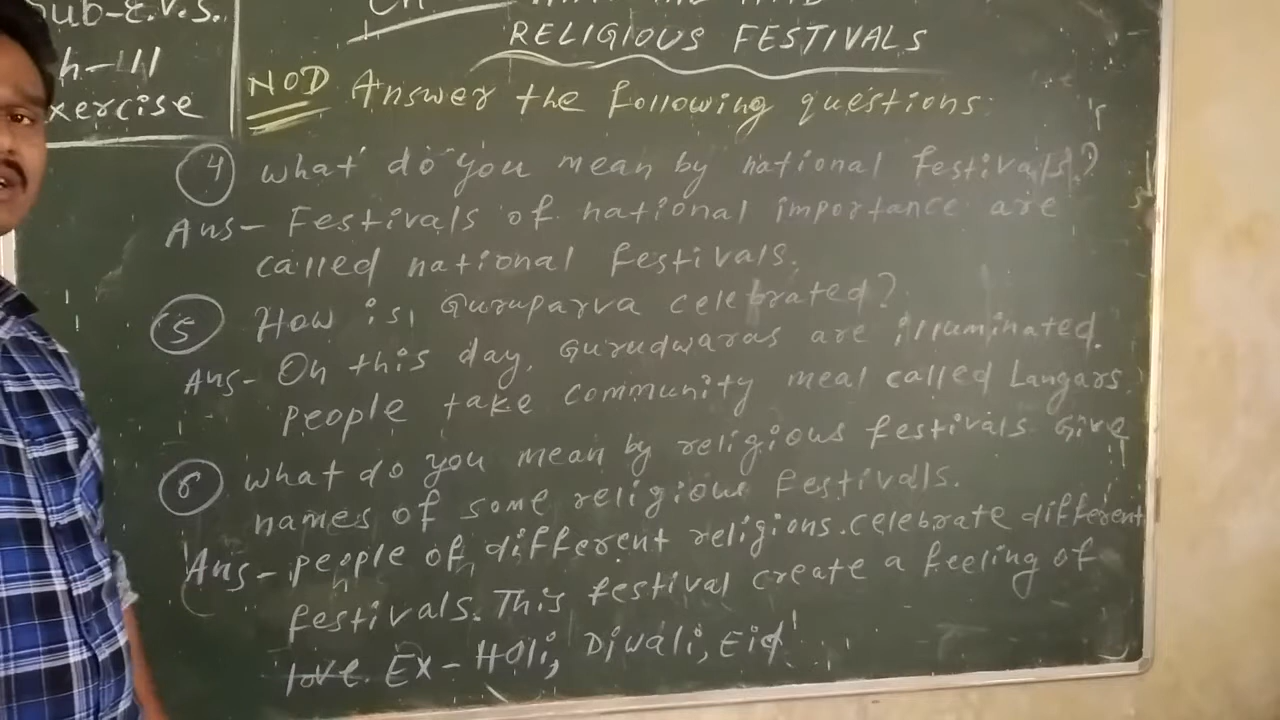 Sub-E.V.S.
Ch-III
Exercise
RELIGIOUS FESTIVALS
NOD Answer the following questions
4 what do you mean by national festivals?
Ans- Festivals of national importance are
called national festivals.
5 How is Guruparva celebrated?
Ans- On this day, Gurudwaras are illuminated.
People take community meal called Langars
6 what do you mean by religious festivals Give
names of some religious Festivals.
Ans- people of different religions. celebrate different
festivals. This festival create a feeling of
love. Ex- Holi, Divali, Eid